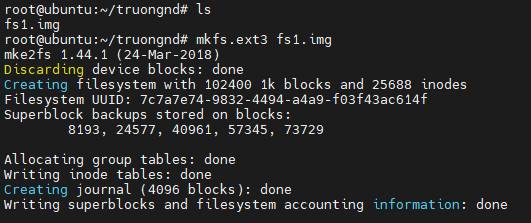 root@ubuntu:~/truongnd# ls
fs1.img
root@ubuntu:~/truongnd# mkfs.ext3 fs1.img
mke2fs 1.44.1 (24-Mar-2018)
Discarding device blocks: done
Creating filesystem with 102400 1k blocks and 25688 inodes
Filesystem UUID: 7c7a7e74-9832-4494-a4a9-f03f43ac614f
Superblock backups stored on blocks:
        8193, 24577, 40961, 57345, 73729

Allocating group tables: done
Writing inode tables: done
Creating journal (4096 blocks): done
Writing superblocks and filesystem accounting information: done